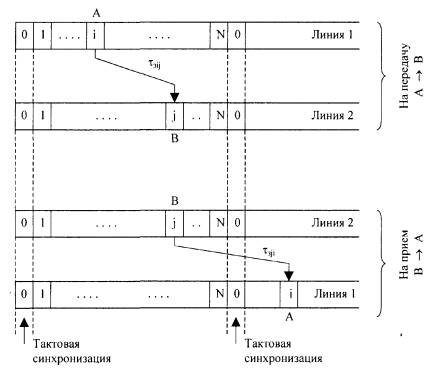 A
0 1 .... i .... N 0 Линия 1
τзij
0 1 .... j .. N 0 Линия 2
B
На передачу
A → B
B
0 1 .... j .. N 0 Линия 2
τзji
0 1 .... .... N 0 i Линия 1
A
На прием
B → A
Тактовая
синхронизация
Тактовая
синхронизация